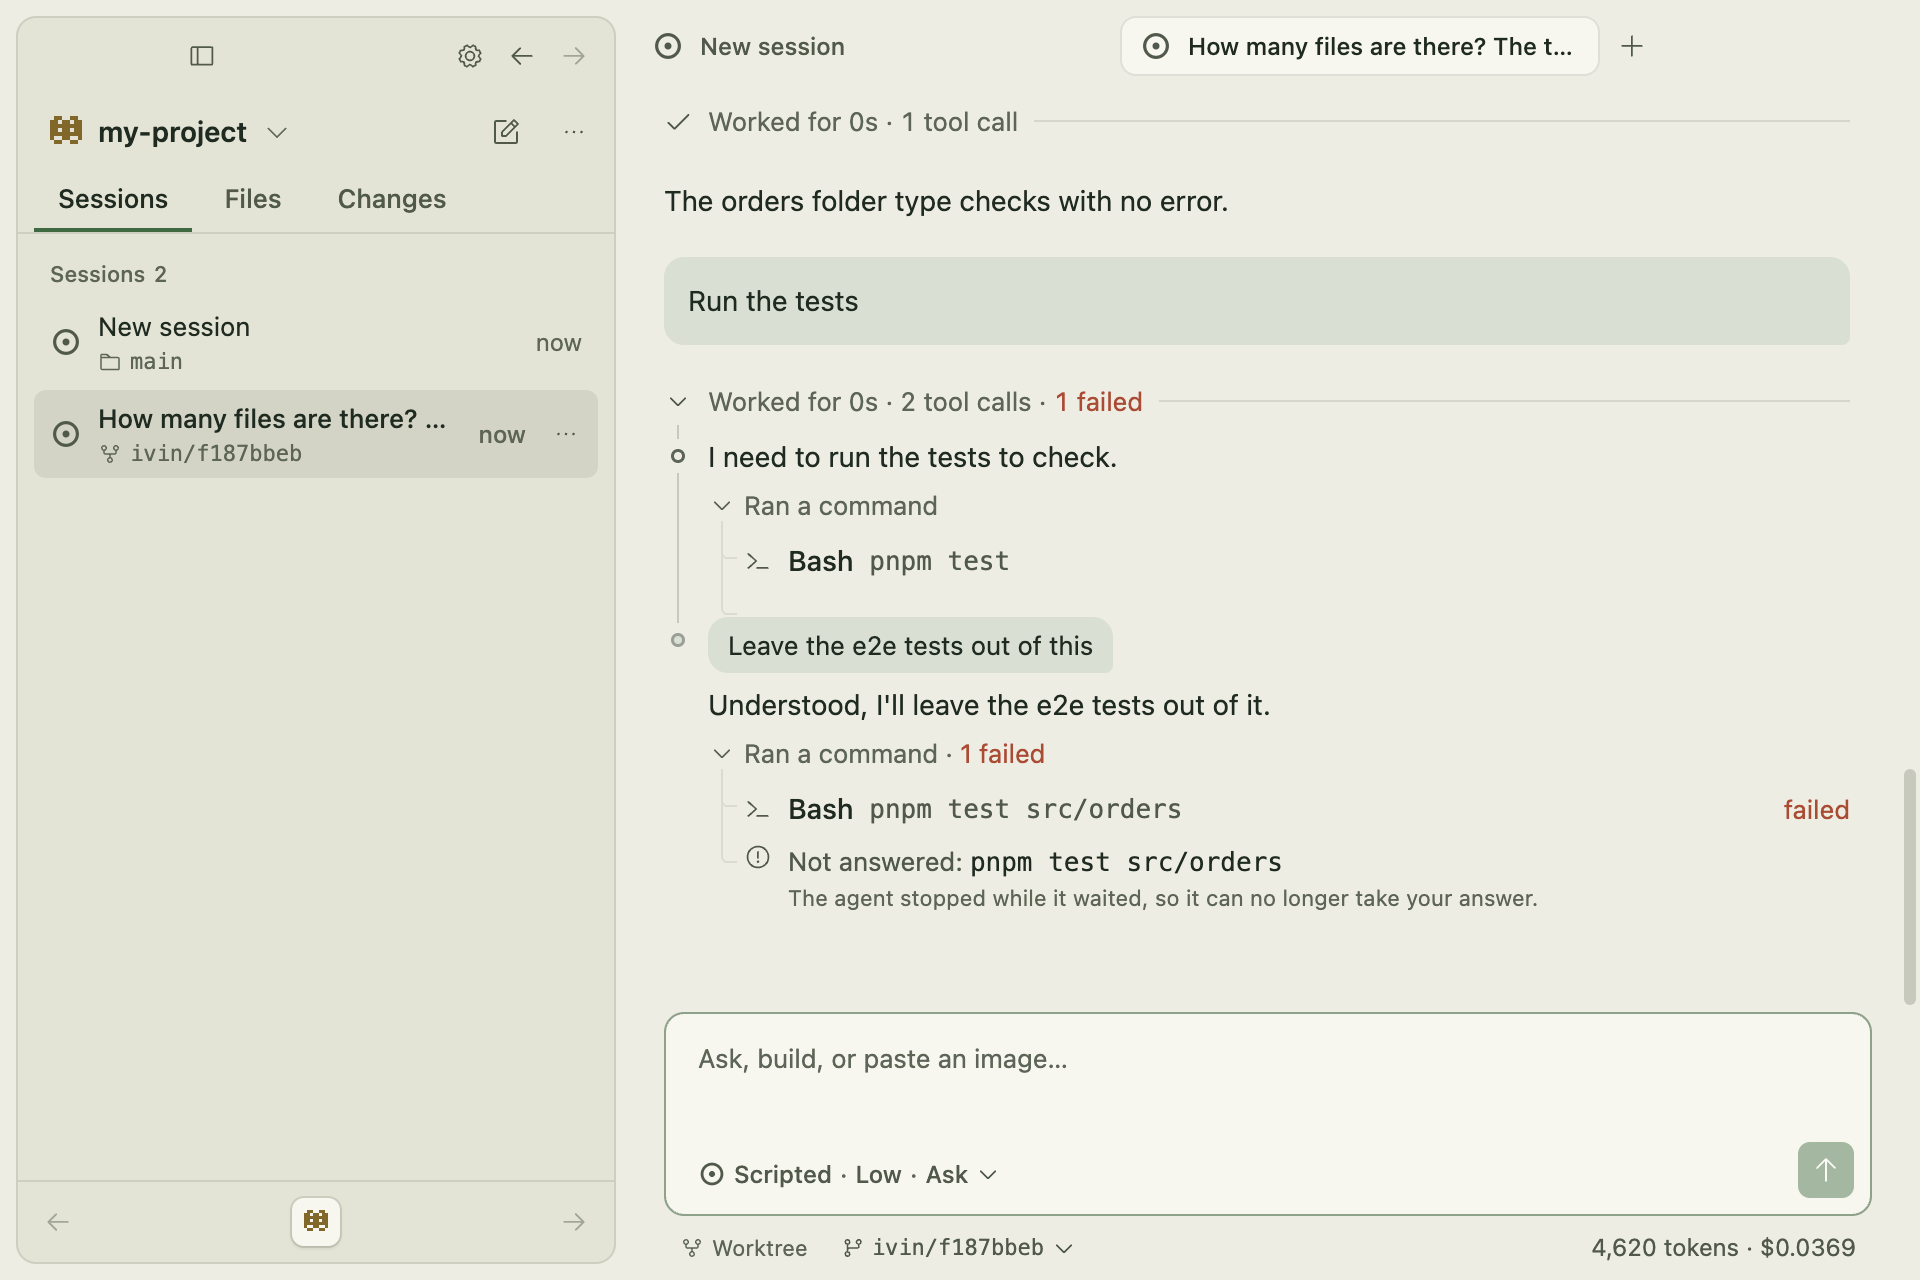 New session
How many files are there? The t...
my-project
Sessions Files Changes
Sessions 2
New session
now
main
How many files are there? ...
now
ivin/f187bbeb
Worked for 0s · 1 tool call
The orders folder type checks with no error.
Run the tests
Worked for 0s · 2 tool calls · 1 failed
I need to run the tests to check.
Ran a command
Bash pnpm test
Leave the e2e tests out of this
Understood, I'll leave the e2e tests out of it.
Ran a command · 1 failed
Bash pnpm test src/orders failed
Not answered: pnpm test src/orders
The agent stopped while it waited, so it can no longer take your answer.
Ask, build, or paste an image...
Scripted · Low · Ask
Worktree ivin/f187bbeb 4,620 tokens · $0.0369